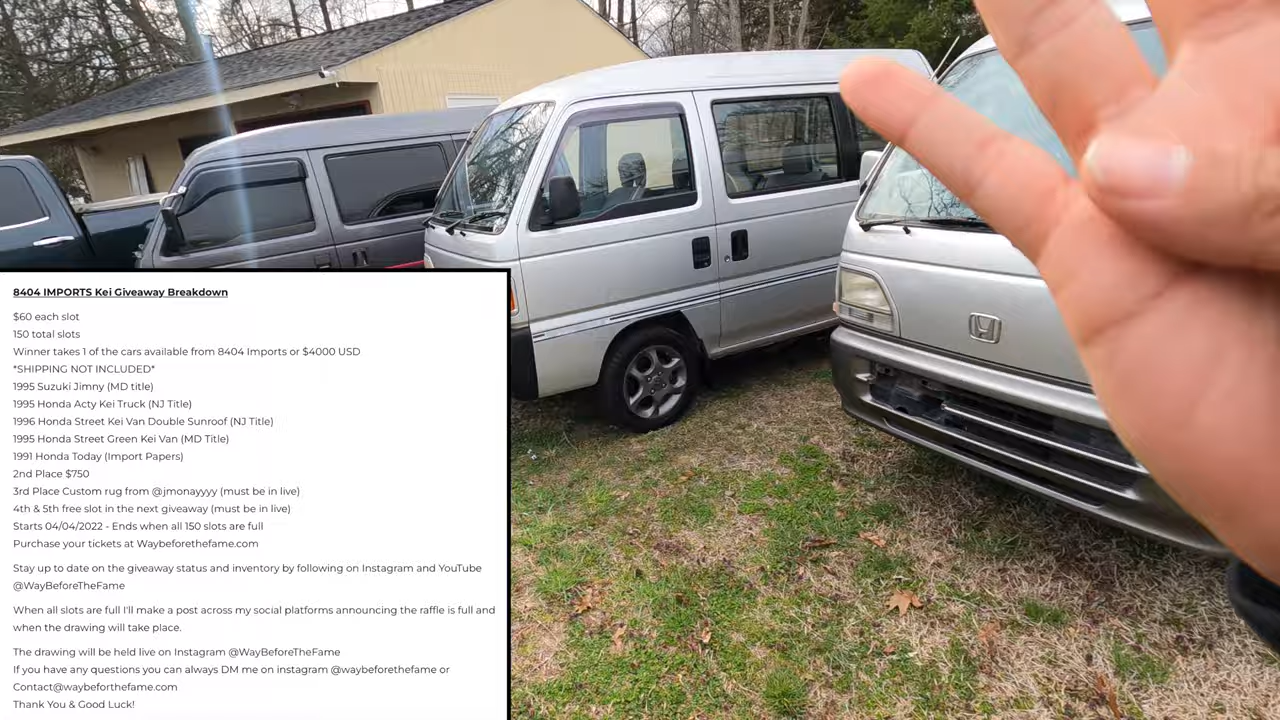 8404 IMPORTS Kei Giveaway Breakdown
$60 each slot
150 total slots
Winner takes 1 of the cars available from 8404 Imports or $4000 USD
*SHIPPING NOT INCLUDED*
1995 Suzuki Jimny (MD title)
1995 Honda Acty Kei Truck (NJ Title)
1996 Honda Street Kei Van Double Sunroof (NJ Title)
1995 Honda Street Green Kei Van (MD Title)
1991 Honda Today (Import Papers)
2nd Place $750
3rd Place Custom rug from @jmonayyyy (must be in live)
4th & 5th free slot in the next giveaway (must be in live)
Starts 04/04/2022 - Ends when all 150 slots are full
Purchase your tickets at Waybeforethefame.com
Stay up to date on the giveaway status and inventory by following on Instagram and YouTube
@WayBeforeTheFame
When all slots are full I'll make a post across my social platforms announcing the raffle is full and
when the drawing will take place.
The drawing will be held live on Instagram @WayBeforeTheFame
If you have any questions you can always DM me on instagram @waybeforethefame or
Contact@waybeforthefame.com
Thank You & Good Luck!